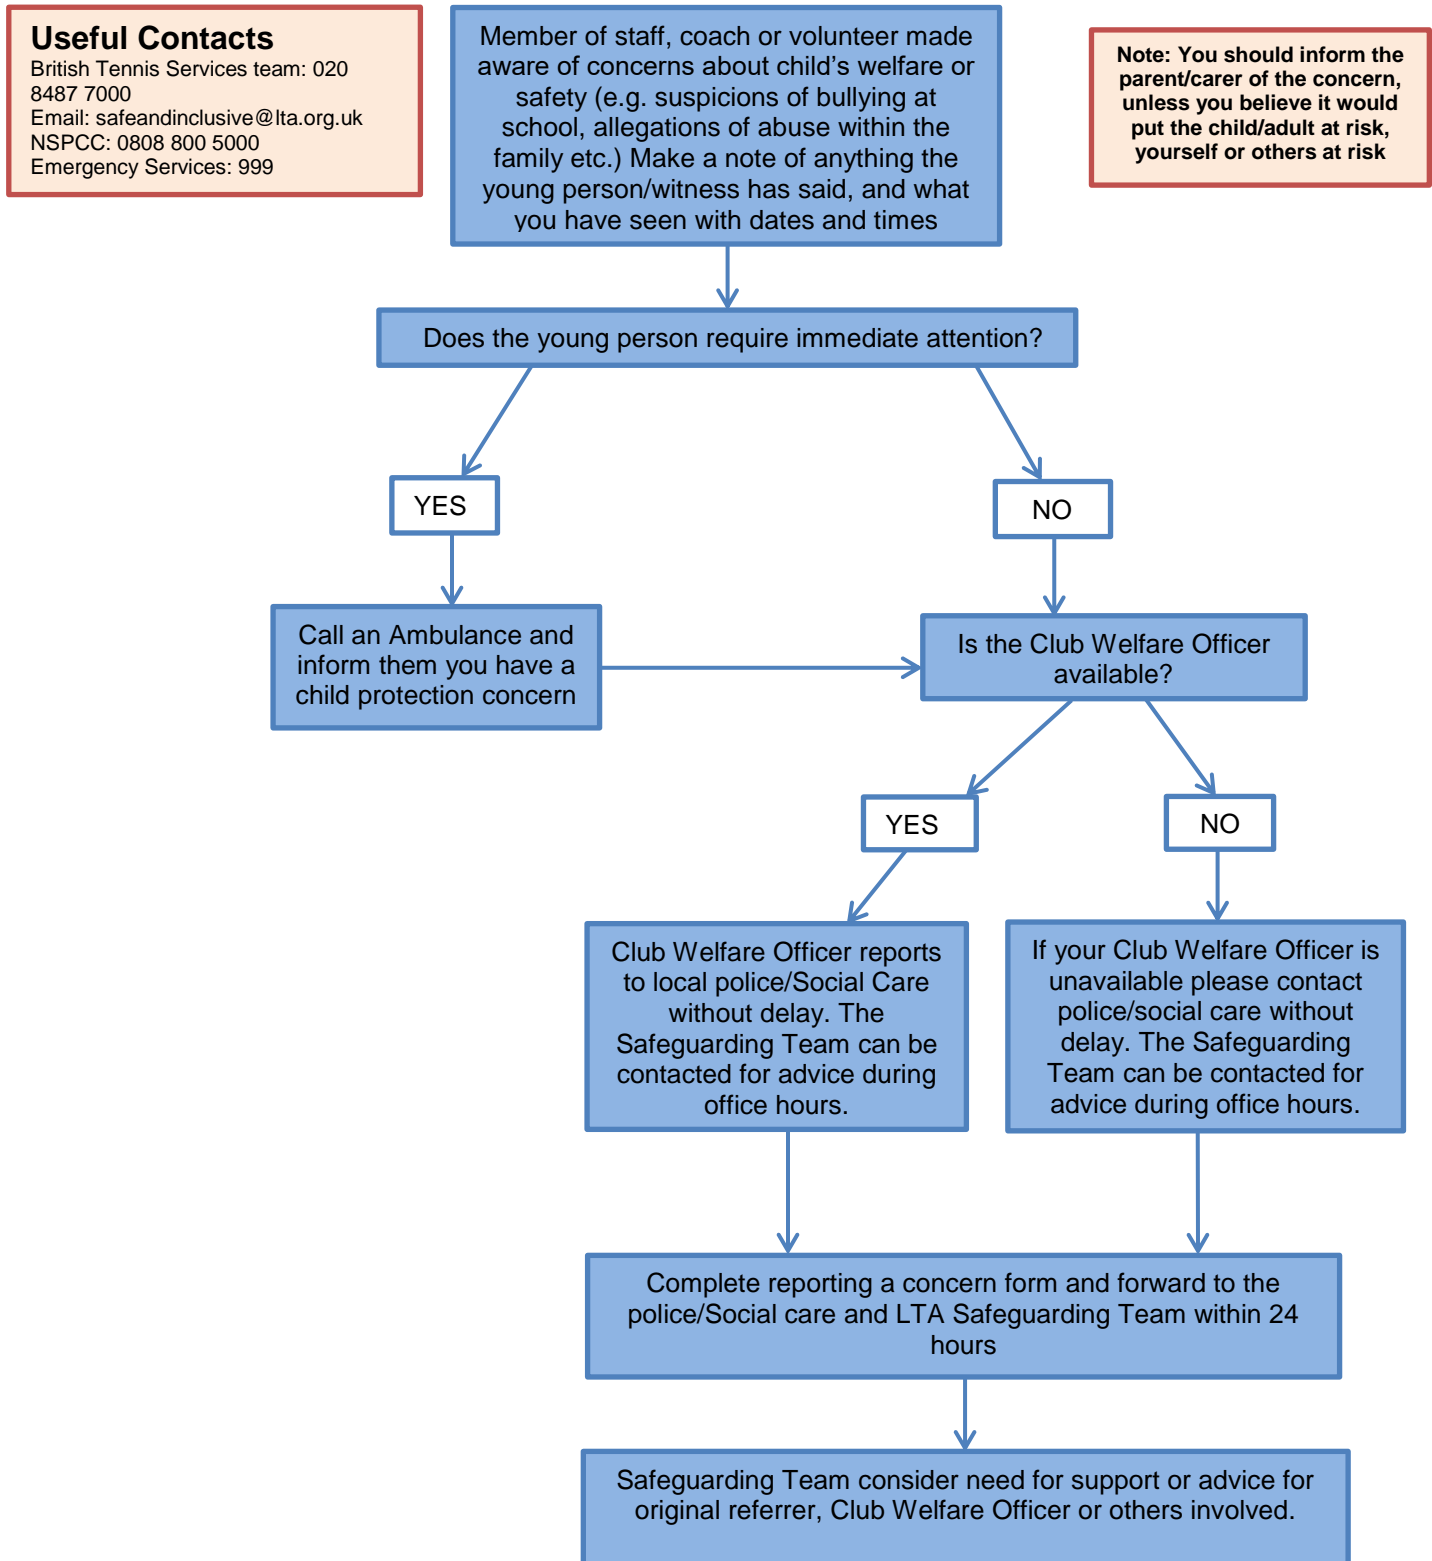 Useful Contacts
British Tennis Services team: 020
8487 7000
Email: safeandinclusive@lta.org.uk
NSPCC: 0808 800 5000
Emergency Services: 999
Member of staff, coach or volunteer made
aware of concerns about child's welfare or
safety (e.g. suspicions of bullying at
school, allegations of abuse within the
family etc.) Make a note of anything the
young person/witness has said, and what
you have seen with dates and times
Note: You should inform the
parent/carer of the concern,
unless you believe it would
put the child/adult at risk,
yourself or others at risk
Does the young person require immediate attention?
YES
NO
Call an Ambulance and
inform them you have a
child protection concern
Is the Club Welfare Officer
available?
YES
NO
Club Welfare Officer reports
to local police/Social Care
without delay. The
Safeguarding Team can be
contacted for advice during
office hours.
If your Club Welfare Officer is
unavailable please contact
police/social care without
delay. The Safeguarding
Team can be contacted for
advice during office hours.
Complete reporting a concern form and forward to the
police/Social care and LTA Safeguarding Team within 24
hours
Safeguarding Team consider need for support or advice for
original referrer, Club Welfare Officer or others involved.